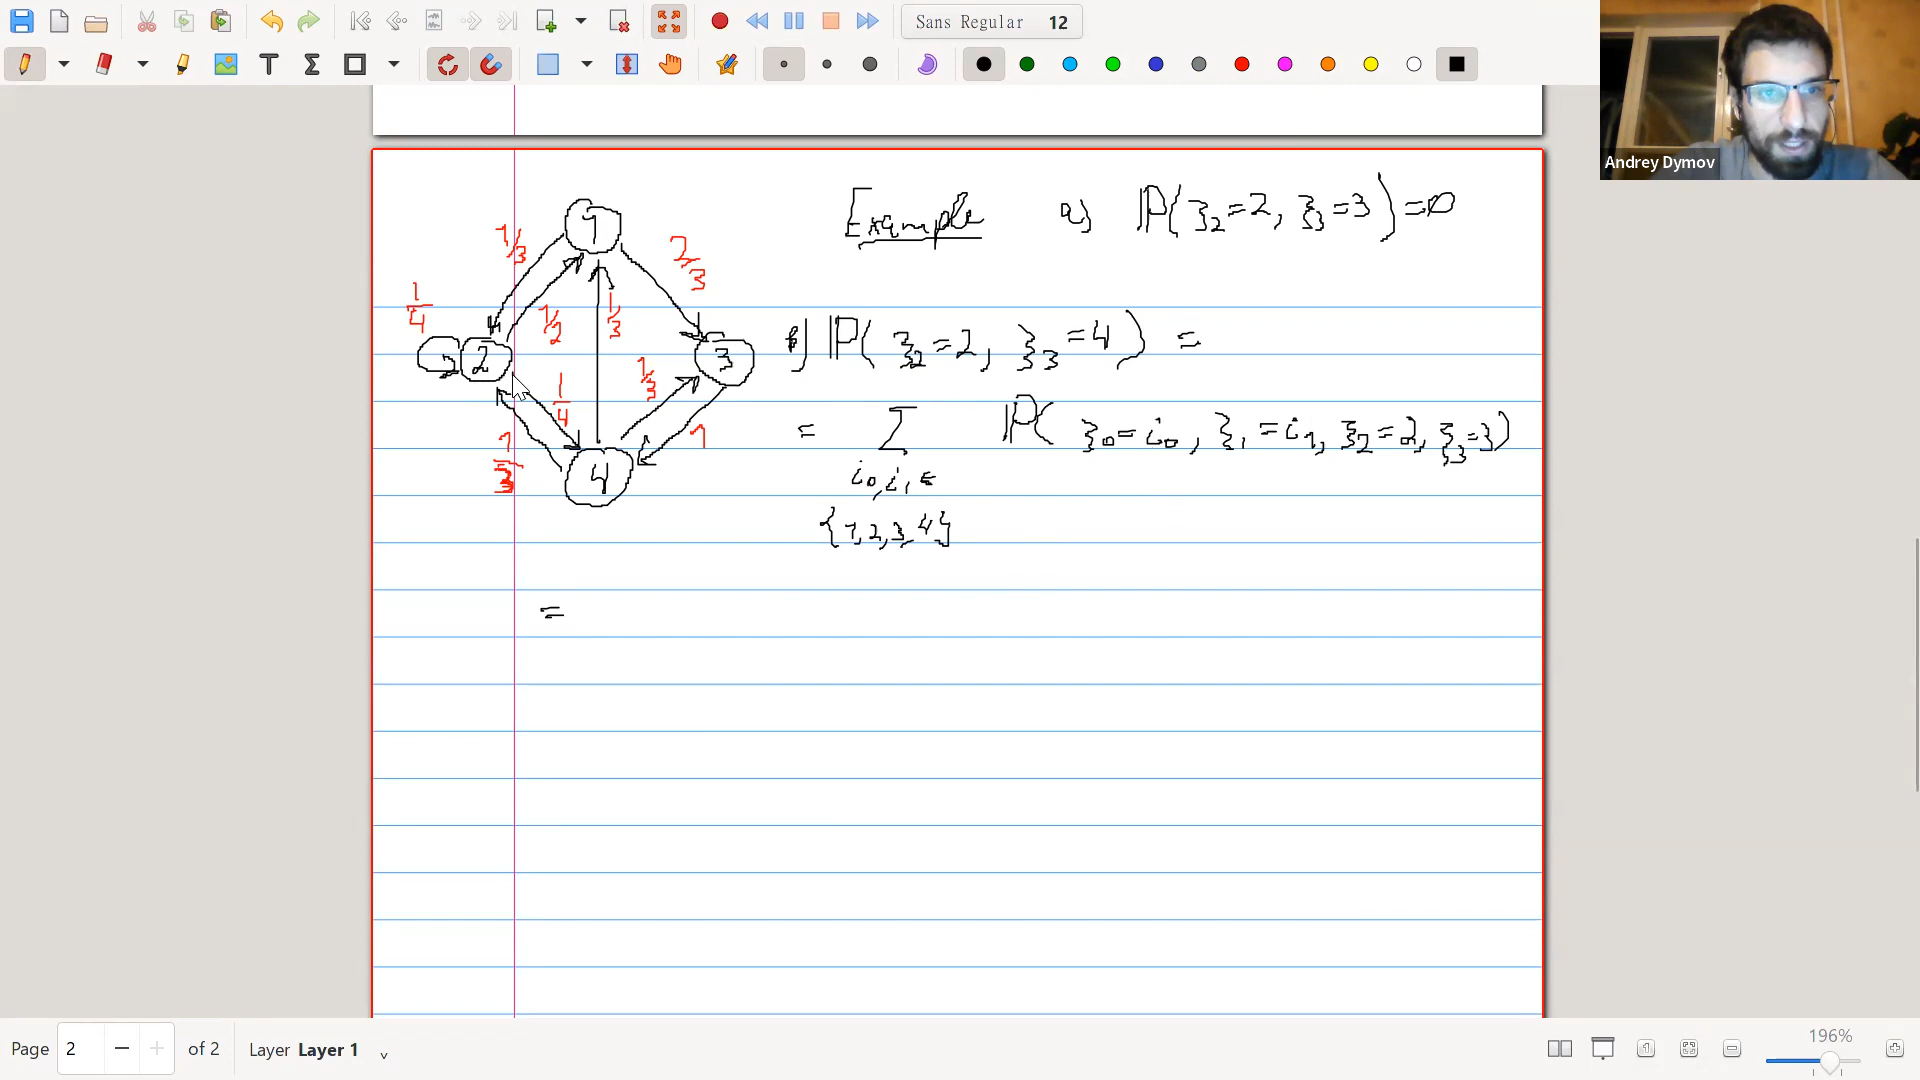 Sans Regular 12
Andrey Dymov
Example a) ℙ(ξ₂=2, ξ₃=3)=0
1
1/3
2/3
1/4
1/2
1/3
2
3
1/4
1/3
1
1/3
4
b) ℙ(ξ₂=2, ξ₃=4) =
= Σ ℙ(ξ₀=i₀, ξ₁=i₁, ξ₂=2, ξ₃=3)
i₀,i₁ ∈
{1,2,3,4}
=
Page 2 of 2 Layer Layer 1
196%